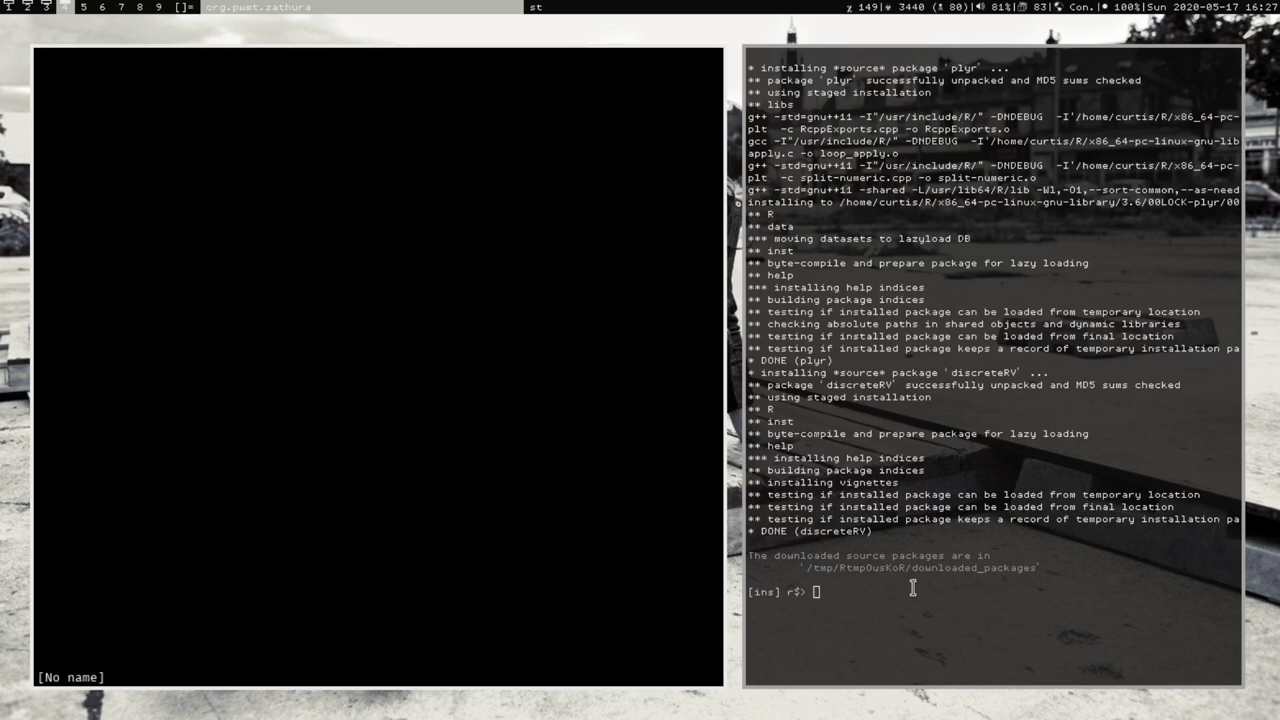 1 2 3 4 5 6 7 8 9 []= org.pwmt.zathura st 149| 3440 ( 80)| 81%| 83| Con.| 100%|Sun 2020-05-17 16:27
[No name]
* installing *source* package ‘plyr’ ...
** package ‘plyr’ successfully unpacked and MD5 sums checked
** using staged installation
** libs
g++ -std=gnu++11 -I"/usr/include/R/" -DNDEBUG  -I'/home/curtis/R/x86_64-pc-
plt  -c RcppExports.cpp -o RcppExports.o
gcc -I"/usr/include/R/" -DNDEBUG  -I'/home/curtis/R/x86_64-pc-linux-gnu-lib
apply.c -o loop_apply.o
g++ -std=gnu++11 -I"/usr/include/R/" -DNDEBUG  -I'/home/curtis/R/x86_64-pc-
plt  -c split-numeric.cpp -o split-numeric.o
g++ -std=gnu++11 -shared -L/usr/lib64/R/lib -Wl,-O1,--sort-common,--as-need
installing to /home/curtis/R/x86_64-pc-linux-gnu-library/3.6/00LOCK-plyr/00
** R
** data
*** moving datasets to lazyload DB
** inst
** byte-compile and prepare package for lazy loading
** help
*** installing help indices
** building package indices
** testing if installed package can be loaded from temporary location
** checking absolute paths in shared objects and dynamic libraries
** testing if installed package can be loaded from final location
** testing if installed package keeps a record of temporary installation pa
* DONE (plyr)
* installing *source* package ‘discreteRV’ ...
** package ‘discreteRV’ successfully unpacked and MD5 sums checked
** using staged installation
** R
** inst
** byte-compile and prepare package for lazy loading
** help
*** installing help indices
** building package indices
** installing vignettes
** testing if installed package can be loaded from temporary location
** testing if installed package can be loaded from final location
** testing if installed package keeps a record of temporary installation pa
* DONE (discreteRV)
The downloaded source packages are in
‘/tmp/RtmpOusKoR/downloaded_packages’
[ins] r$>